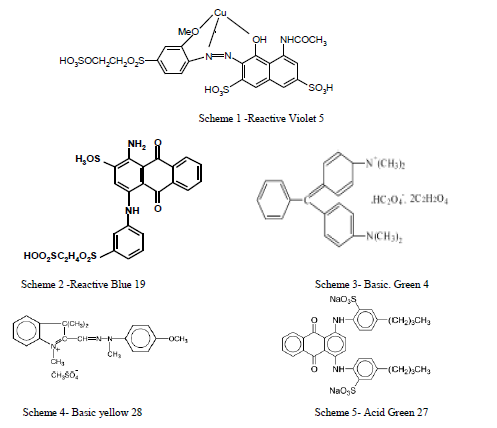 Cu
MeO
OH NHCOCH3
HO3SOCH2CH2O2S
N=N
HO3S
SO3H
Scheme 1 -Reactive Violet 5
NH2 O
H3OS
O
NH
HOO2SC2H4O2S
Scheme 2 -Reactive Blue 19
N+(CH3)2
C
.HC2O4. 2C2H2O4
N(CH3)2
Scheme 3- Basic. Green 4
C(CH3)2
CH=N-N
OCH3
N+
CH3
CH3
CH3SO4-
Scheme 4- Basic yellow 28
NaO3S
O NH
(CH2)3CH3
O NH
(CH2)3CH3
NaO3S
Scheme 5- Acid Green 27